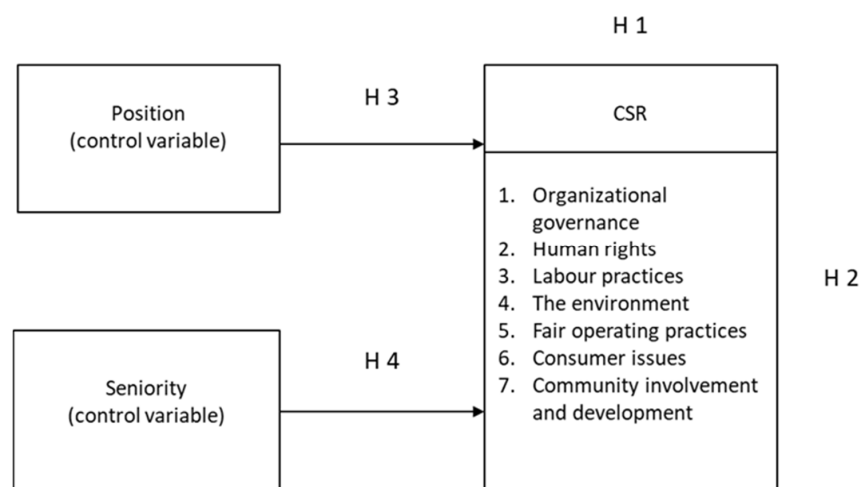 H 1
Position
(control variable)
H 3
CSR
1. Organizational
governance
2. Human rights
3. Labour practices
4. The environment
5. Fair operating practices
6. Consumer issues
7. Community involvement
and development
H 2
Seniority
(control variable)
H 4